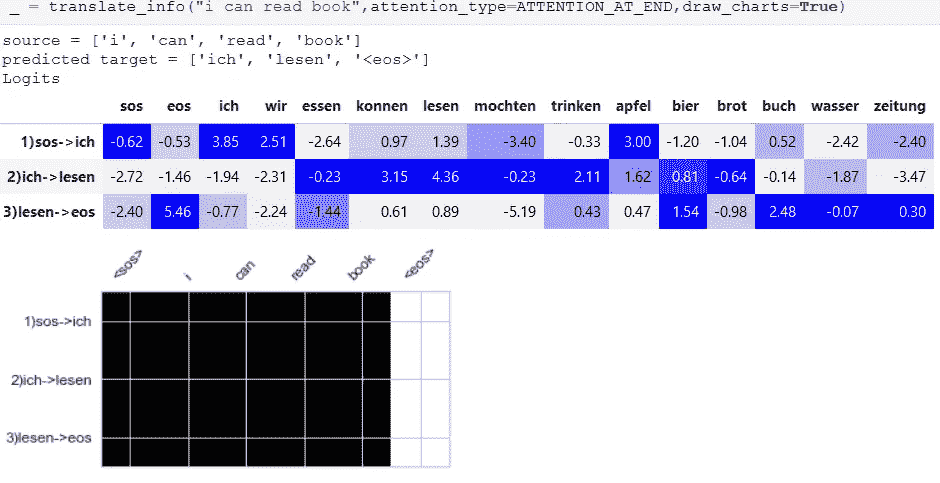 _ = translate_info("i can read book",attention_type=ATTENTION_AT_END,draw_charts=True)
source = ['i', 'can', 'read', 'book']
predicted target = ['ich', 'lesen', '<eos>']
Logits
sos eos ich wir essen konnen lesen mochten trinken apfel bier brot buch wasser zeitung
1)sos->ich -0.62 -0.53 3.85 2.51 -2.64 0.97 1.39 -3.40 -0.33 3.00 -1.20 -1.04 0.52 -2.42 -2.40
2)ich->lesen -2.72 -1.46 -1.94 -2.31 -0.23 3.15 4.36 -0.23 2.11 1.62 0.81 -0.64 -0.14 -1.87 -3.47
3)lesen->eos -2.40 5.46 -0.77 -2.24 -1.44 0.61 0.89 -5.19 0.43 0.47 1.54 -0.98 2.48 -0.07 0.30
<sos> i can read book <eos>
1)sos->ich
2)ich->lesen
3)lesen->eos